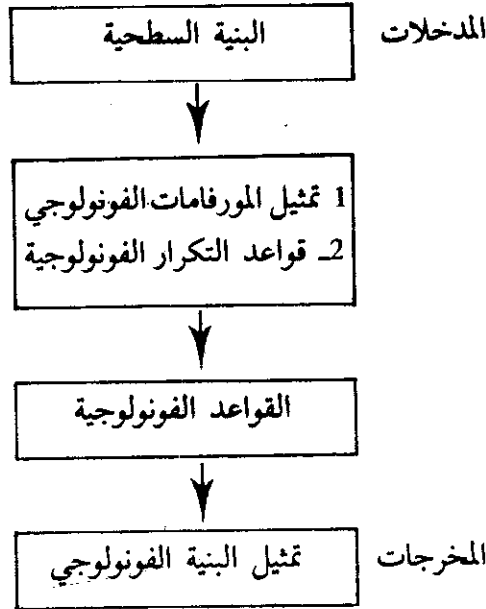 المدخلات البنية السطحية
1 تمثيل المورفامات الفونولوجي
2ـ قواعد التكرار الفونولوجية
القواعد الفونولوجية
المخرجات تمثيل البنية الفونولوجي